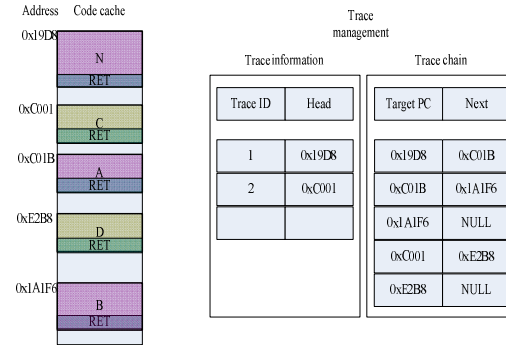 Address Code cache
0x19D8
N
RET
0xC001
C
RET
0xC01B
A
RET
0xE2B8
D
RET
0x1A1F6
B
RET
Trace
management
Trace information
Trace ID Head
1 0x19D8
2 0xC001
Trace chain
Target PC Next
0x19D8 0xC01B
0xC01B 0x1A1F6
0x1A1F6 NULL
0xC001 0xE2B8
0xE2B8 NULL